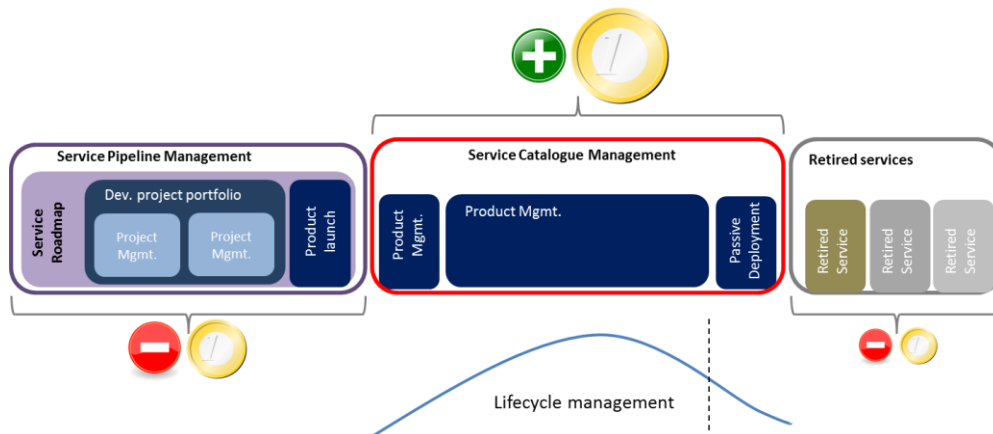 Service Pipeline Management
Service
Roadmap
Dev. project portfolio
Project
Mgmt.
Project
Mgmt.
Product
launch
Service Catalogue Management
Product
Mgmt.
Product Mgmt.
Passive
Deployment
Retired services
Retired
Service
Retired
Service
Retired
Service
Lifecycle management